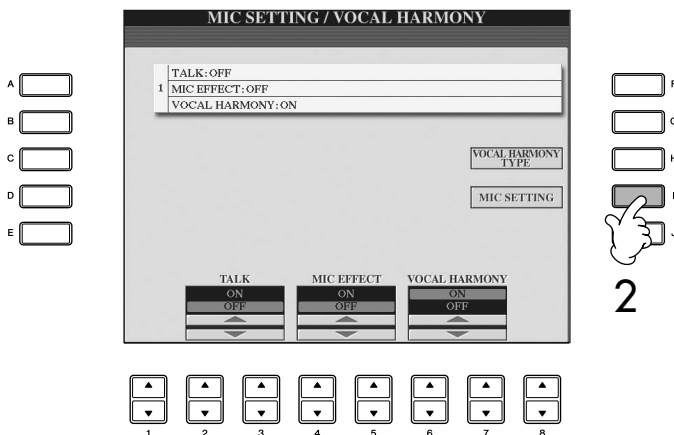 MIC SETTING / VOCAL HARMONY
1
TALK:OFF
MIC EFFECT:OFF
VOCAL HARMONY:ON
A
B
C
D
E
VOCAL HARMONY
TYPE
MIC SETTING
2
TALK
MIC EFFECT
VOCAL HARMONY
ON
ON
ON
OFF
OFF
OFF
1 2 3 4 5 6 7 8